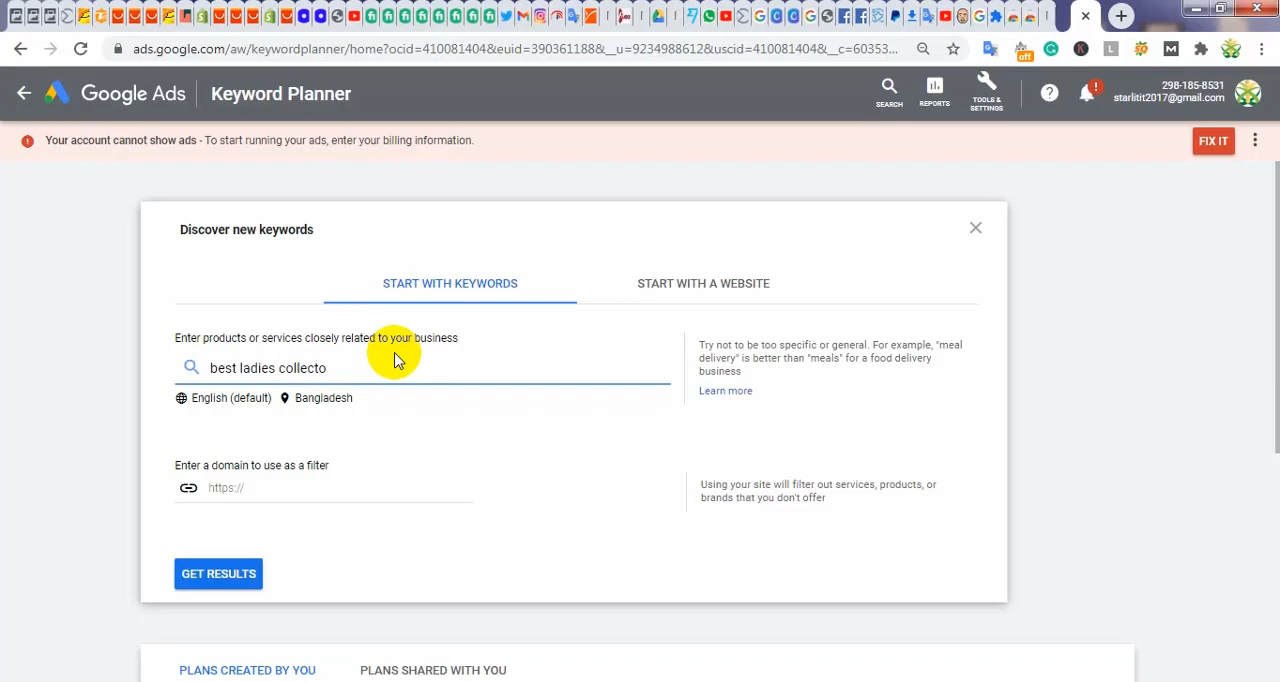 ads.google.com/aw/keywordplanner/home?ocid=410081404&euid=390361188&__u=9234988612&uscid=410081404&__c=60353...
off
Google Ads
Keyword Planner
SEARCH
REPORTS
TOOLS &
SETTINGS
298-185-8531
starlitit2017@gmail.com
Your account cannot show ads - To start running your ads, enter your billing information.
FIX IT
Discover new keywords
START WITH KEYWORDS
START WITH A WEBSITE
Enter products or services closely related to your business
best ladies collecto
English (default)
Bangladesh
Try not to be too specific or general. For example, "meal
delivery" is better than "meals" for a food delivery
business
Learn more
Enter a domain to use as a filter
https://
Using your site will filter out services, products, or
brands that you don't offer
GET RESULTS
PLANS CREATED BY YOU
PLANS SHARED WITH YOU